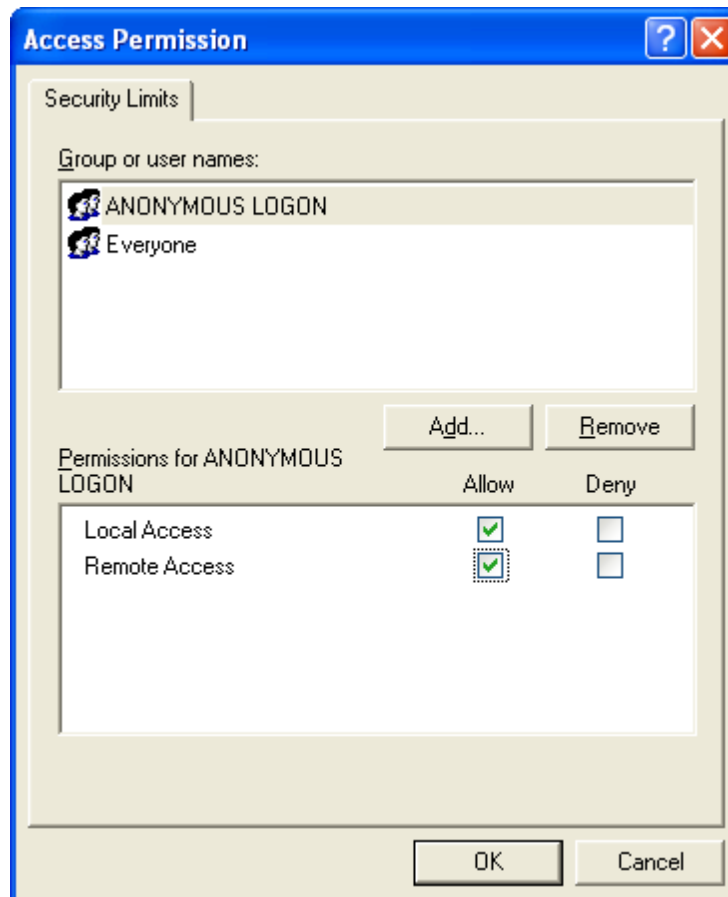 Access Permission
Security Limits
Group or user names:
ANONYMOUS LOGON
Everyone
Add...
Remove
Permissions for ANONYMOUS
LOGON
Allow
Deny
Local Access
Remote Access
OK
Cancel